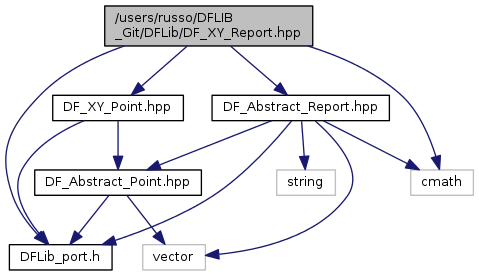 /users/russo/DFLIB
_Git/DFLib/DF_XY_Report.hpp
DF_XY_Point.hpp
DF_Abstract_Report.hpp
DF_Abstract_Point.hpp
string
cmath
DFLib_port.h
vector